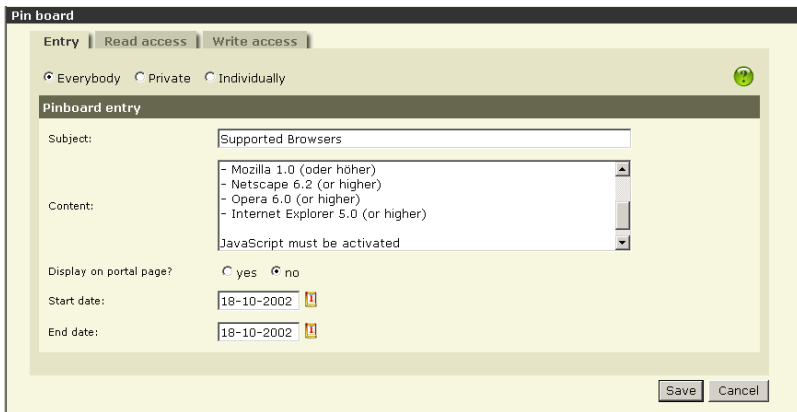 Pin board
Entry Read access Write access
Everybody Private Individually
Pinboard entry
Subject: Supported Browsers
- Mozilla 1.0 (oder höher)
- Netscape 6.2 (or higher)
Content: - Opera 6.0 (or higher)
- Internet Explorer 5.0 (or higher)
JavaScript must be activated
Display on portal page? yes no
Start date: 18-10-2002
End date: 18-10-2002
Save Cancel